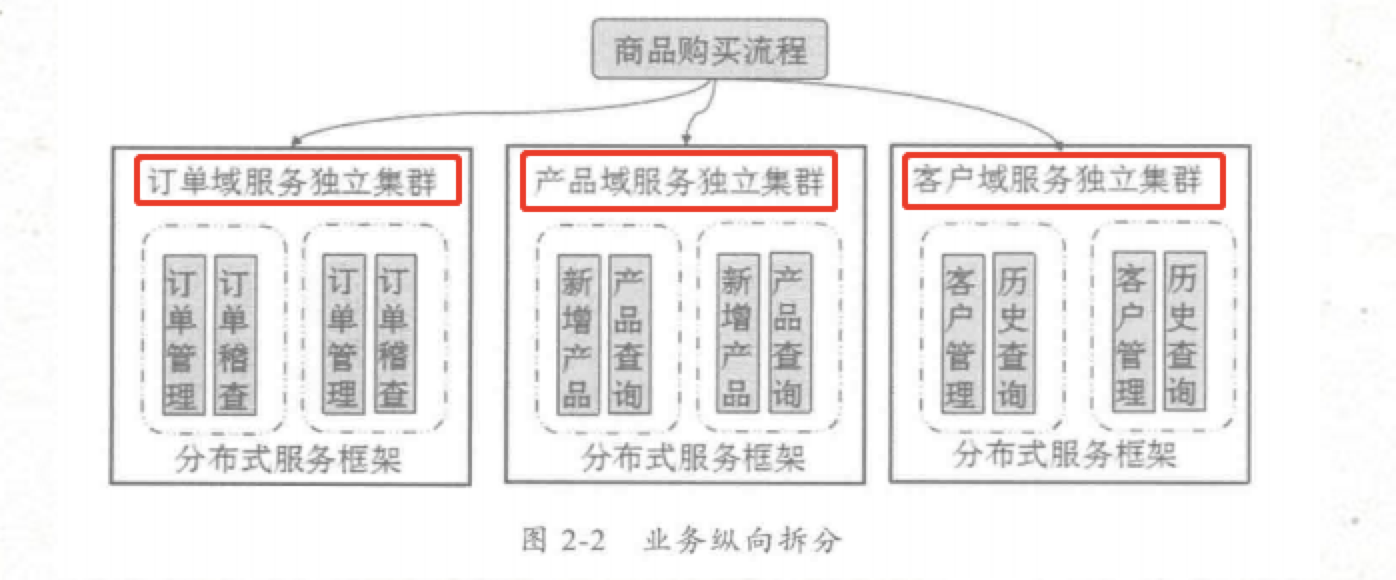 商品购买流程
订单域服务独立集群
订单管理
订单稽查
订单管理
订单稽查
分布式服务框架
产品域服务独立集群
新增产品
产品查询
新增产品
产品查询
分布式服务框架
客户域服务独立集群
客户管理
历史查询
客户管理
历史查询
分布式服务框架
图 2-2 业务纵向拆分